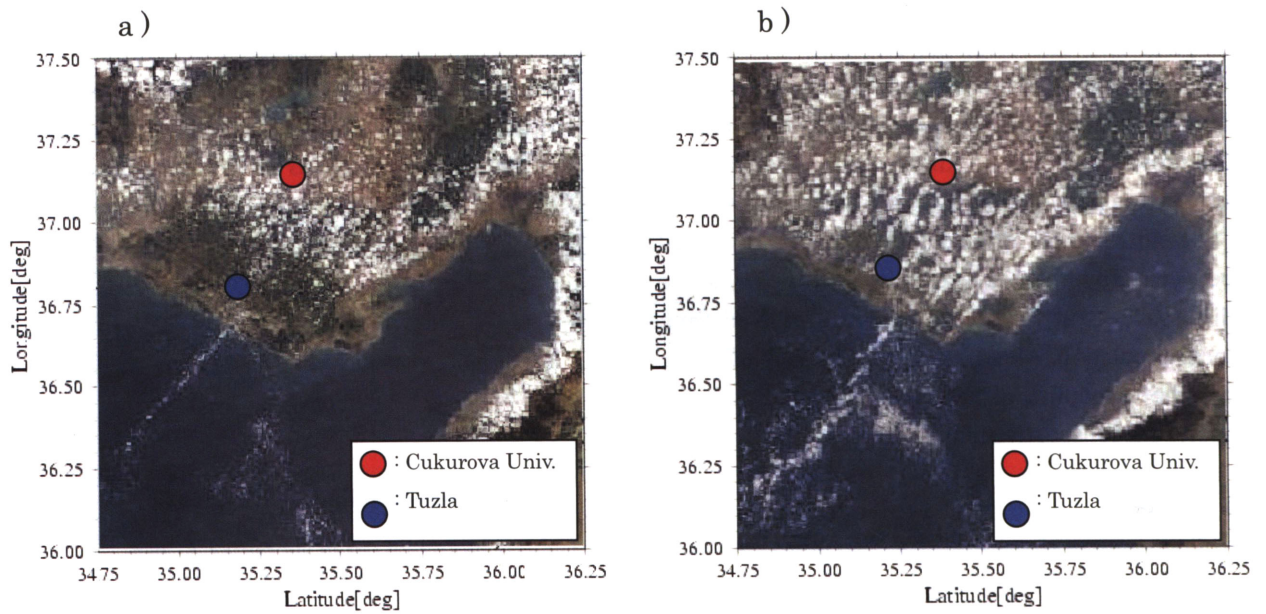 a )
37.50
37.25
37.00
36.75
36.50
36.25
36.00
Lorgitude[deg]
34.75 35.00 35.25 35.50 35.75 36.00 36.25
Latitude[deg]
: Cukurova Univ.
: Tuzla
b )
37.50
37.25
37.00
36.75
36.50
36.25
36.00
Longitude[deg]
34.75 35.00 35.25 35.50 35.75 36.00 36.25
Latitude[deg]
: Cukurova Univ.
: Tuzla